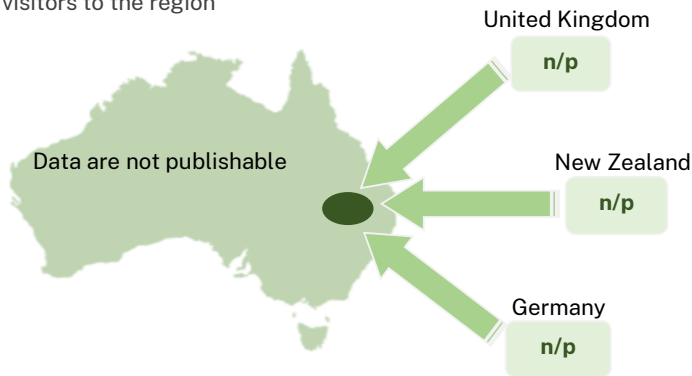 visitors to the region
United Kingdom
n/p
Data are not publishable
New Zealand
n/p
Germany
n/p